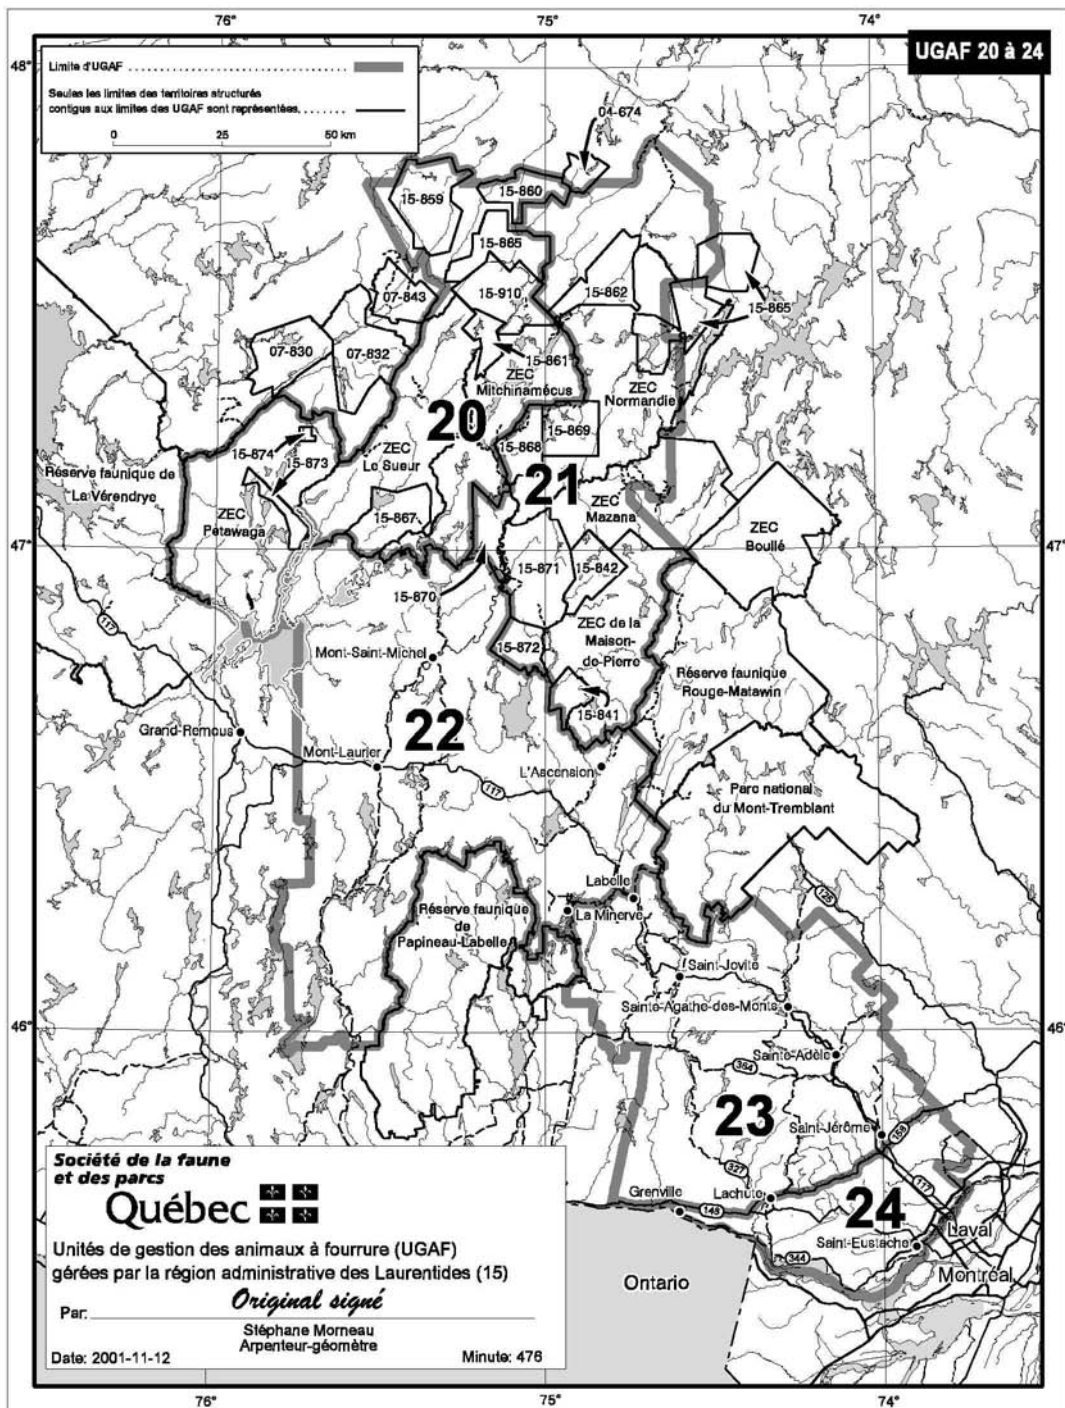 76°
75°
74°
UGAF 20 à 24
48°
Limite d'UGAF
Seules les limites des territoires structurés
contigus aux limites des UGAF sont représentées
0 25 50 km
04-674
15-859
15-860
15-865
07-843
15-910
15-862
15-865
07-830
07-832
15-861
ZEC
Mitchinamécus
ZEC
Normandie
20
15-869
15-868
15-874
15-873
ZEC
Le Sueur
Réserve faunique de
La Vérendrye
21
ZEC
Petawaga
15-867
ZEC
Mazana
ZEC
Boullé
47°
47°
15-871
15-842
15-870
117
ZEC de la
Maison-
de-Pierre
15-872
Mont-Saint-Michel
Réserve faunique
Rouge-Matawin
15-841
22
Grand-Remous
Mont-Laurier
L'Ascension
117
Parc national
du Mont-Tremblant
Labelle
125
Réserve faunique
de
Papineau-Labelle
La Minerve
Saint-Jovite
Sainte-Agathe-des-Monts
46°
46°
Sainte-Adèle
364
23
Saint-Jérôme
158
327
Grenville
148
Lachute
24
117
Saint-Eustache
Laval
344
Montréal
Ontario
Société de la faune
et des parcs
Québec
Unités de gestion des animaux à fourrure (UGAF)
gérées par la région administrative des Laurentides (15)
Original signé
Par:
Stéphane Morneau
Arpenteur-géomètre
Date: 2001-11-12 Minute: 476
76°
75°
74°